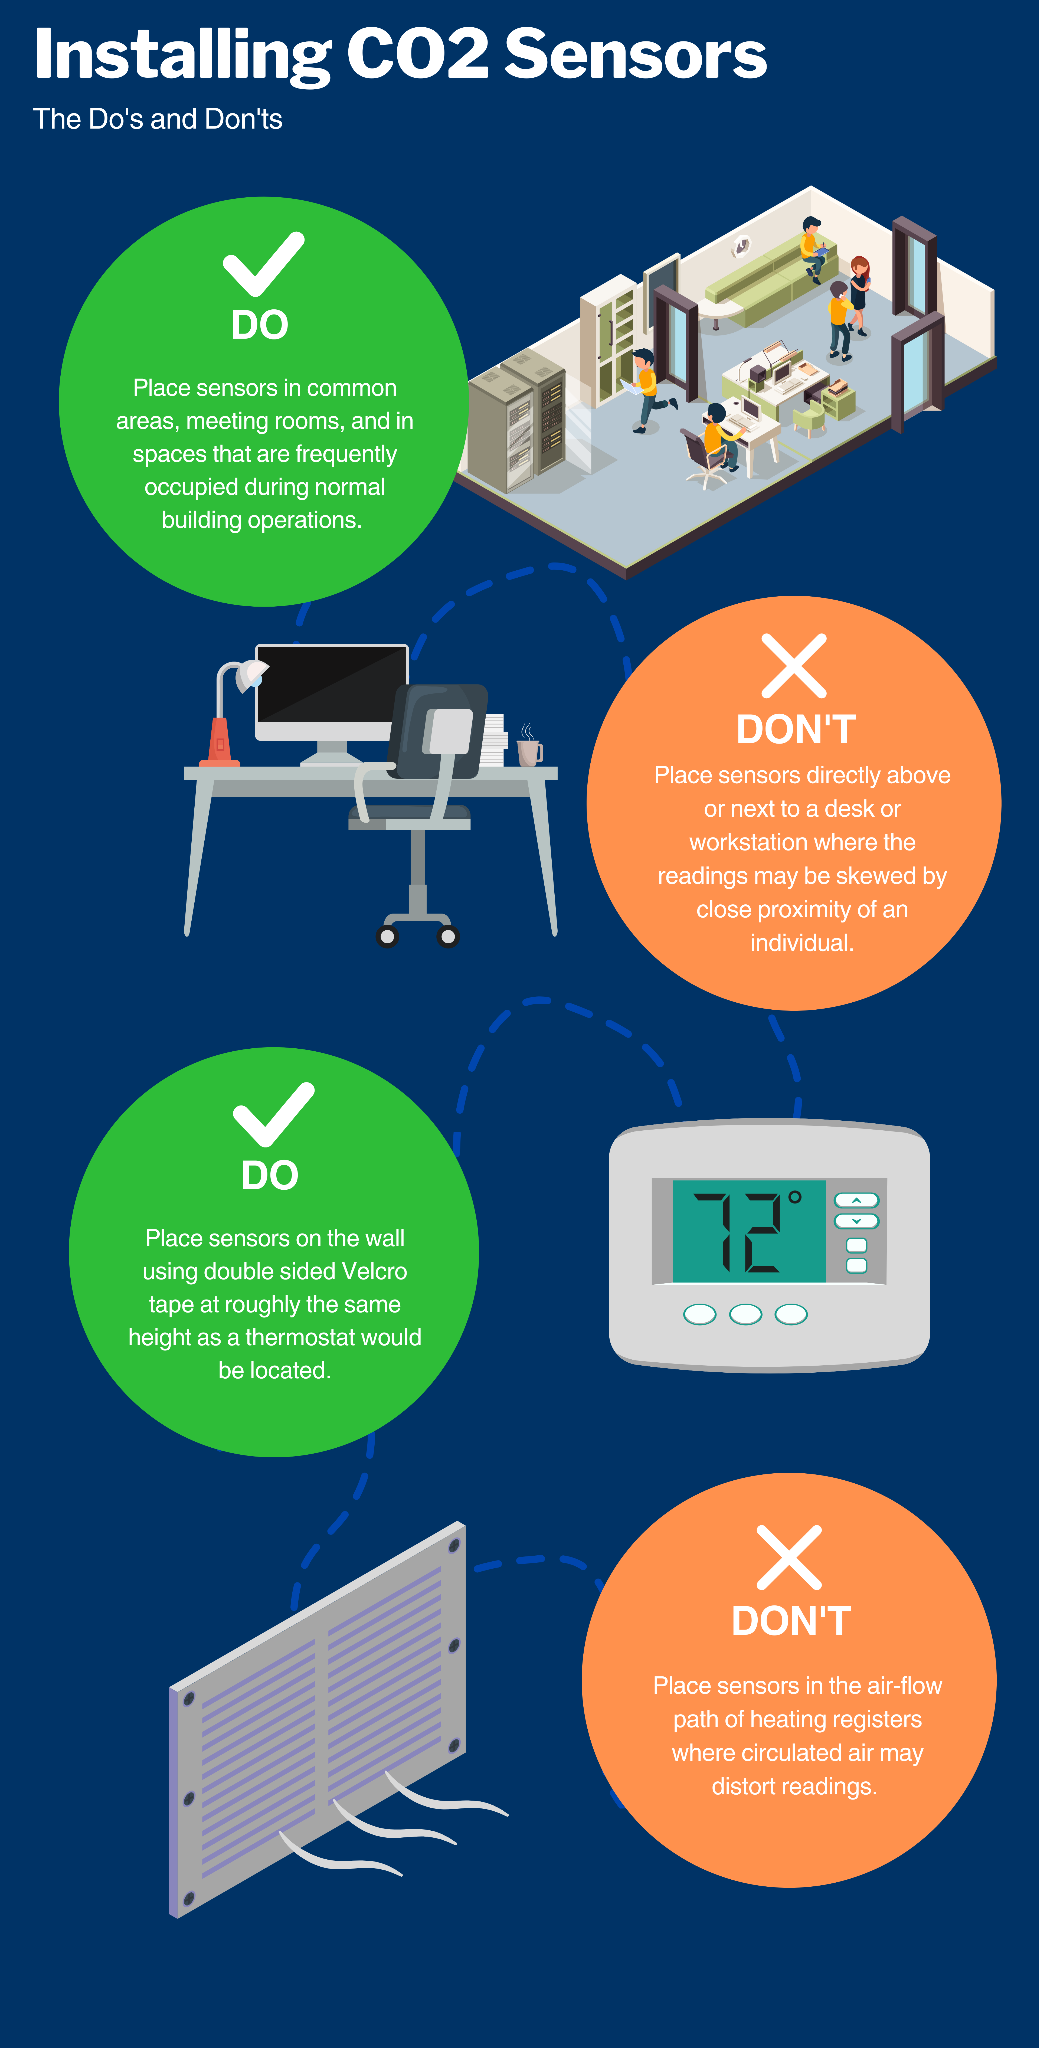 Installing CO2 Sensors
The Do's and Don'ts
DO
Place sensors in common
areas, meeting rooms, and in
spaces that are frequently
occupied during normal
building operations.
DON'T
Place sensors directly above
or next to a desk or
workstation where the
readings may be skewed by
close proximity of an
individual.
DO
Place sensors on the wall
using double sided Velcro
tape at roughly the same
height as a thermostat would
be located.
72°
DON'T
Place sensors in the air-flow
path of heating registers
where circulated air may
distort readings.